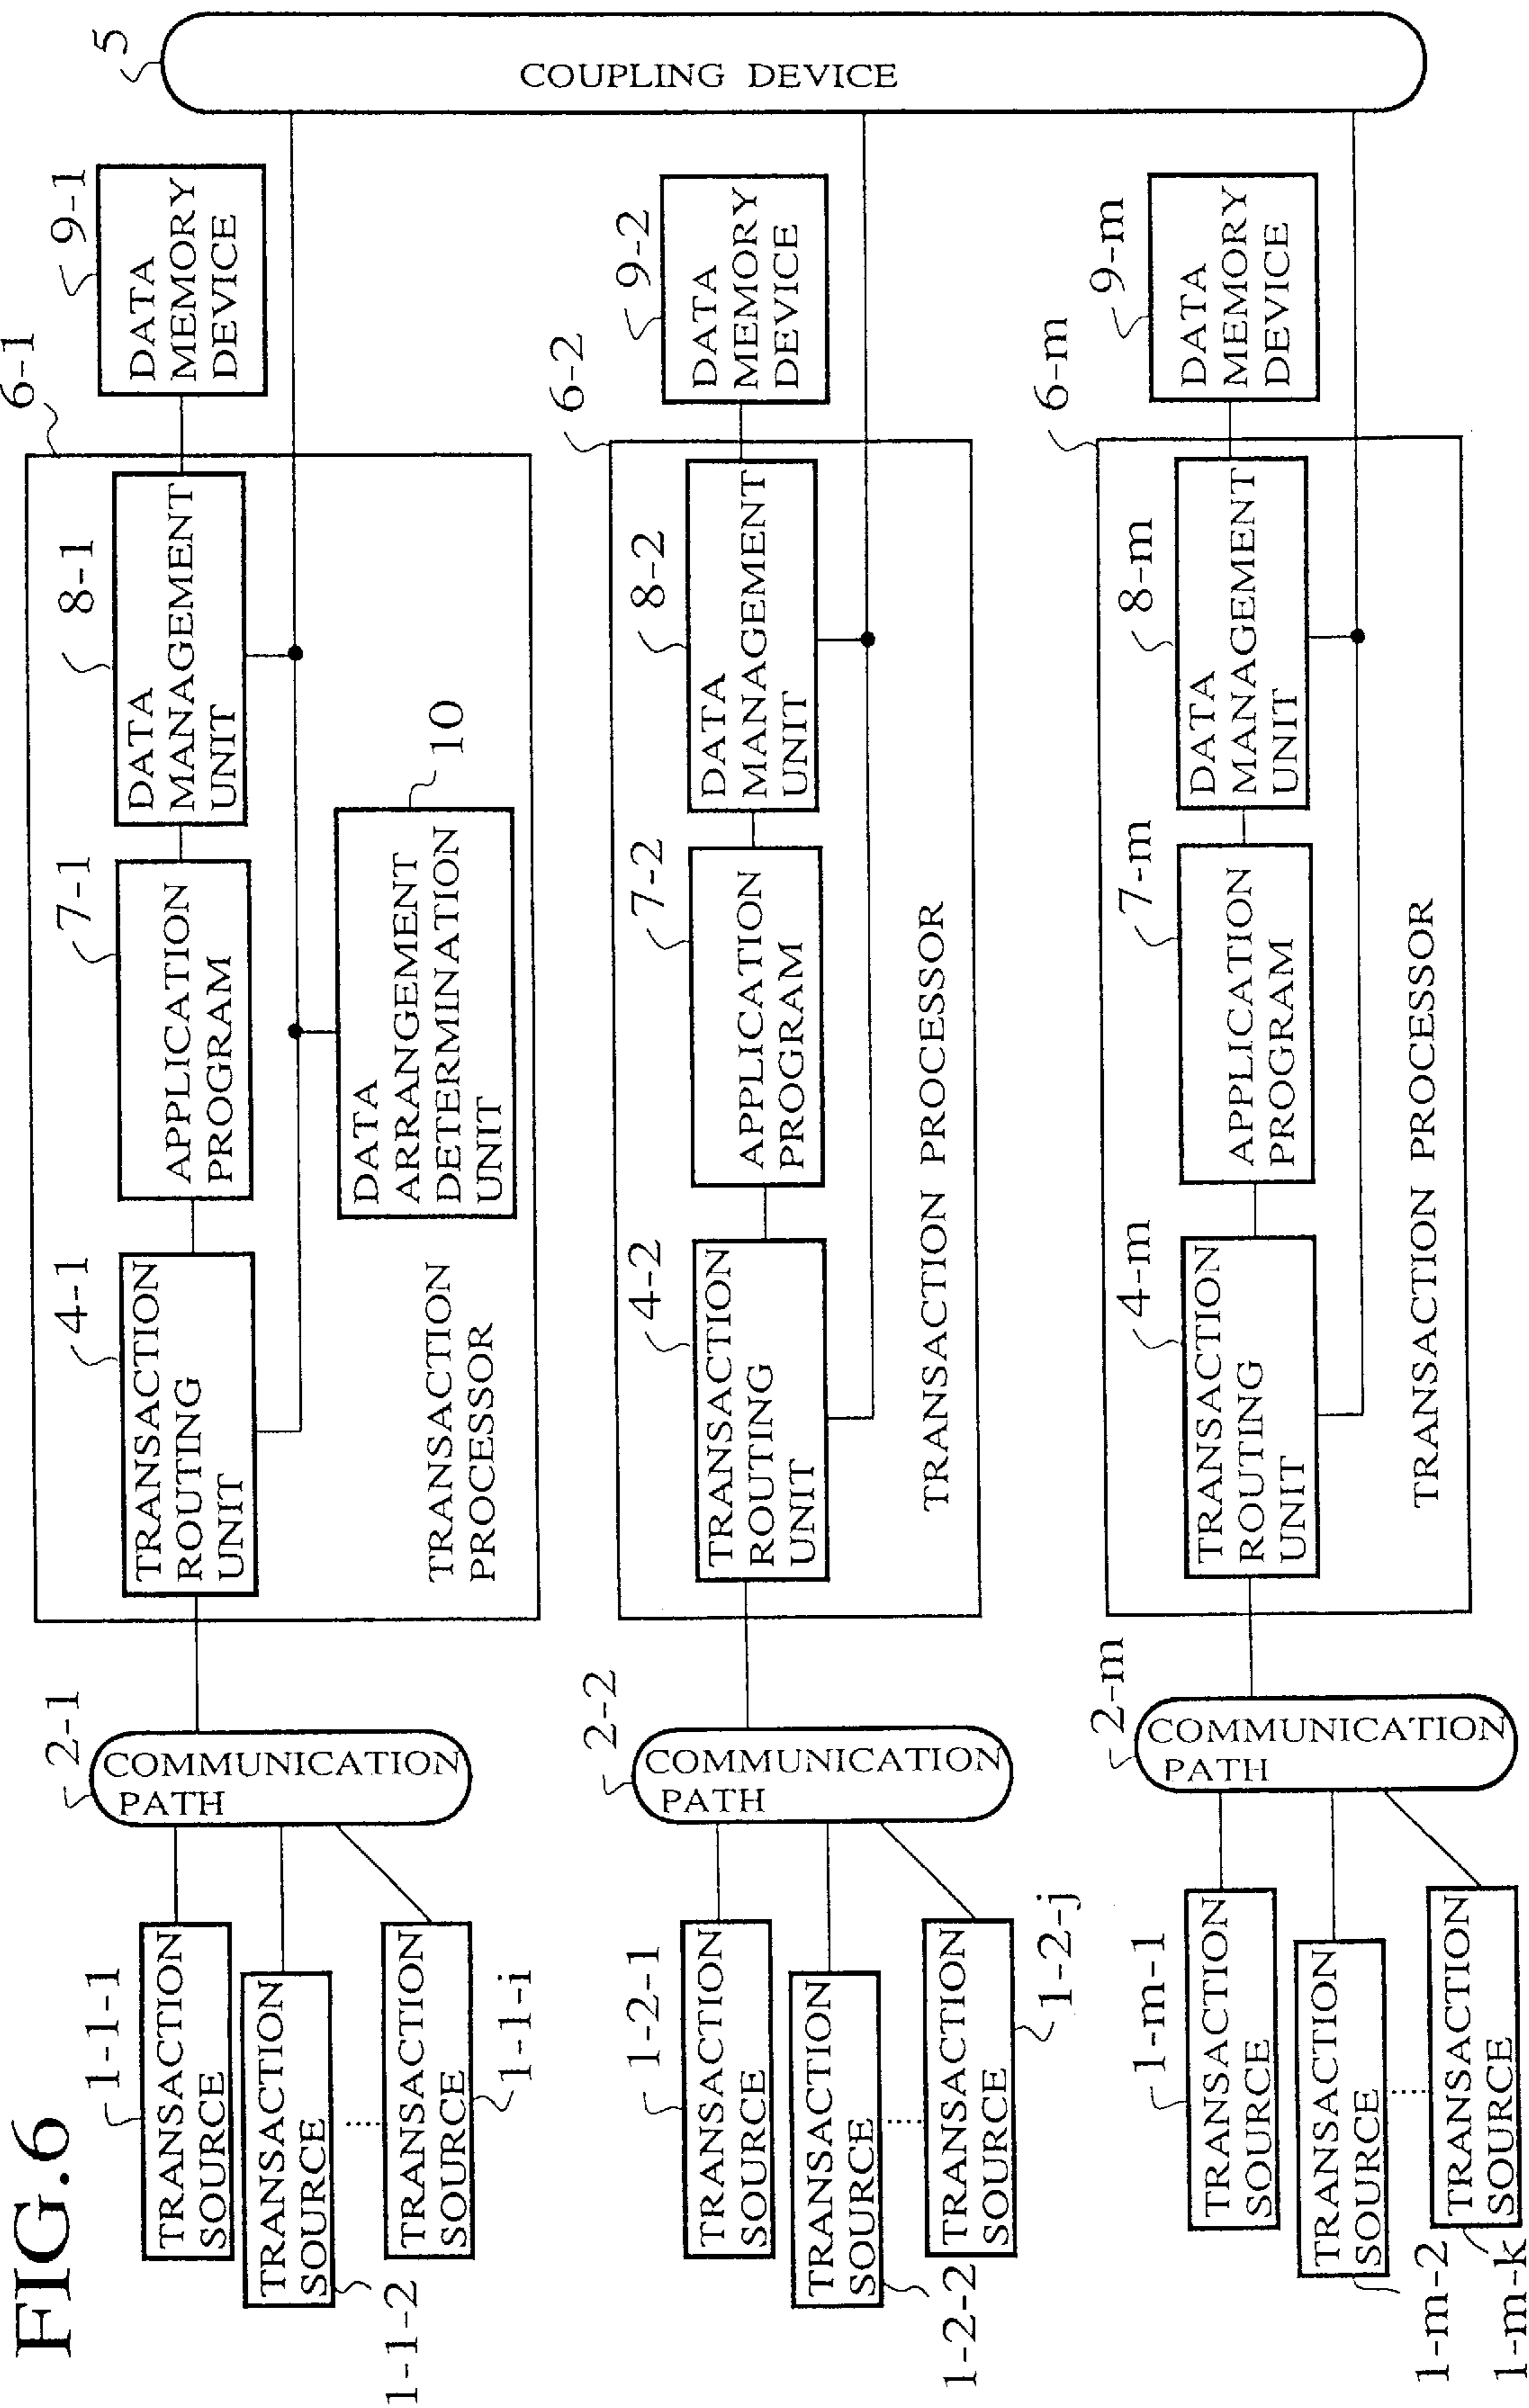 FIG.6
1-1-1
TRANSACTION
SOURCE
TRANSACTION
SOURCE
1-1-2
TRANSACTION
SOURCE
1-1-i
2-1
COMMUNICATION
PATH
6-1
4-1
TRANSACTION
ROUTING
UNIT
7-1
APPLICATION
PROGRAM
8-1
DATA
MANAGEMENT
UNIT
9-1
DATA
MEMORY
DEVICE
10
DATA
ARRANGEMENT
DETERMINATION
UNIT
TRANSACTION
PROCESSOR
5
COUPLING DEVICE
1-2-1
TRANSACTION
SOURCE
TRANSACTION
SOURCE
1-2-2
TRANSACTION
SOURCE
1-2-j
2-2
COMMUNICATION
PATH
6-2
4-2
TRANSACTION
ROUTING
UNIT
7-2
APPLICATION
PROGRAM
8-2
DATA
MANAGEMENT
UNIT
9-2
DATA
MEMORY
DEVICE
TRANSACTION PROCESSOR
1-m-1
TRANSACTION
SOURCE
TRANSACTION
SOURCE
1-m-2
TRANSACTION
SOURCE
1-m-k
2-m
COMMUNICATION
PATH
6-m
4-m
TRANSACTION
ROUTING
UNIT
7-m
APPLICATION
PROGRAM
8-m
DATA
MANAGEMENT
UNIT
9-m
DATA
MEMORY
DEVICE
TRANSACTION PROCESSOR